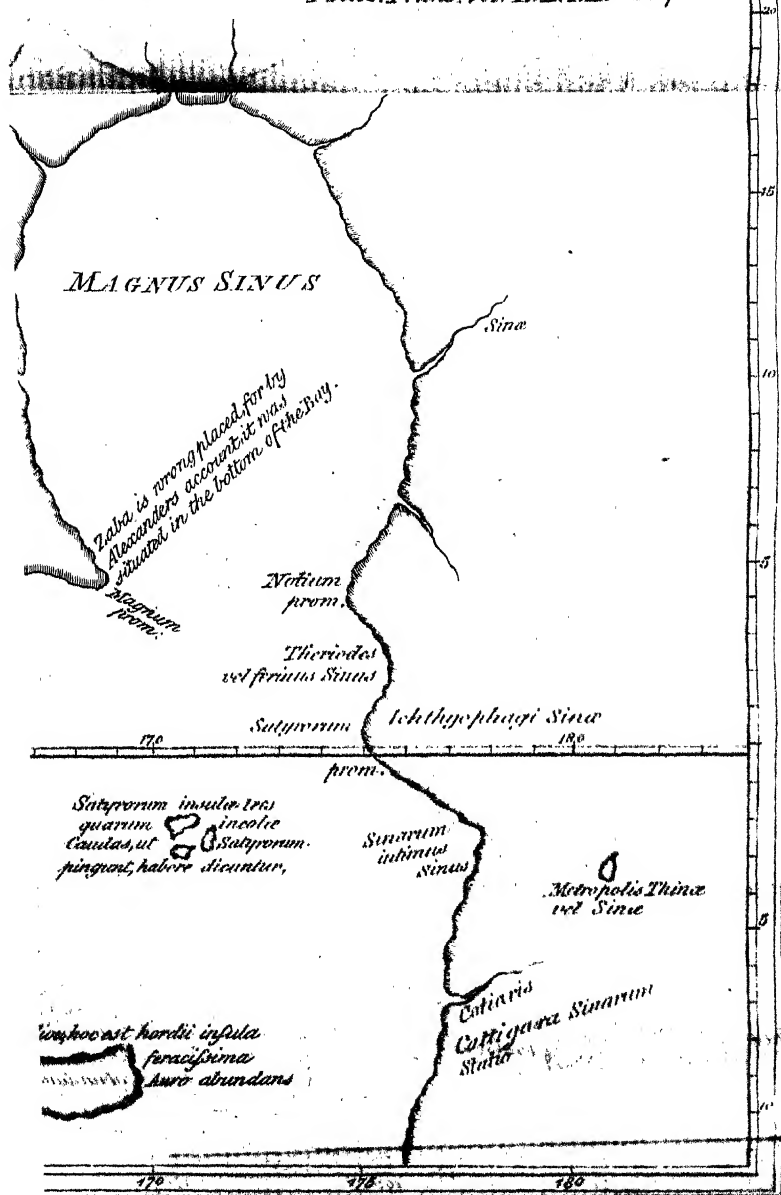 20
15
MAGNUS SINUS
Sinæ
10
Zaba is wrong placed, for by
Alexanders account, it was
situated in the bottom of the Bay.
5
Magnum
prom:
Notium
prom.
Theriodes
vel ferinus Sinus
Satyrorum
Ichthyophagi Sinæ
170
180
prom.
Satyrorum insulæ tres
quarum incolæ
Caudas, ut Satyrorum
pingunt, habere dicuntur,
Sinarum
intimus
Sinus
Metropolis Thinæ
vel Sinæ
5
Cotiaris
Cattigara Sinarum
Statio
hoc est hordii insula
feracissima
Auro abundans
10
170
175
180